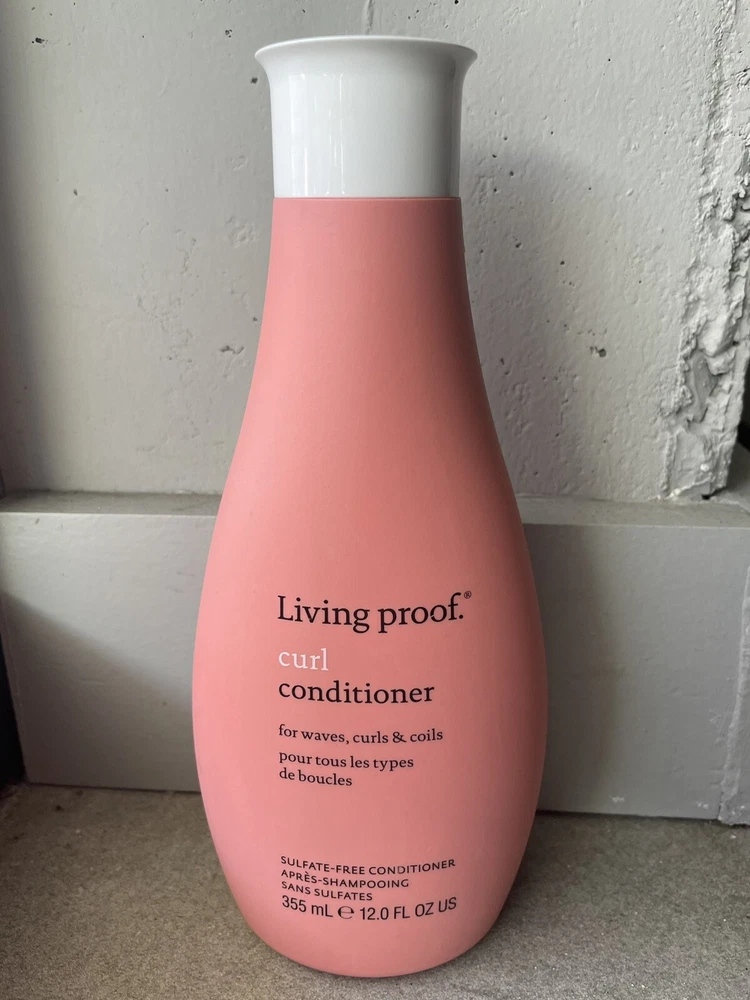 Living proof.®
curl
conditioner
for waves, curls & coils
pour tous les types
de boucles
SULFATE-FREE CONDITIONER
APRÈS-SHAMPOOING
SANS SULFATES
355 mL ℮ 12.0 FL OZ US